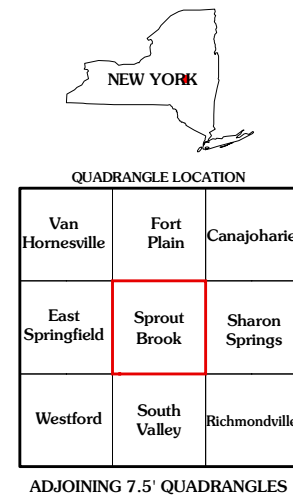 NEW YORK
QUADRANGLE LOCATION
Van
Hornesville
Fort
Plain
Canajoharie
East
Springfield
Sprout
Brook
Sharon
Springs
Westford
South
Valley
Richmondville
ADJOINING 7.5' QUADRANGLES